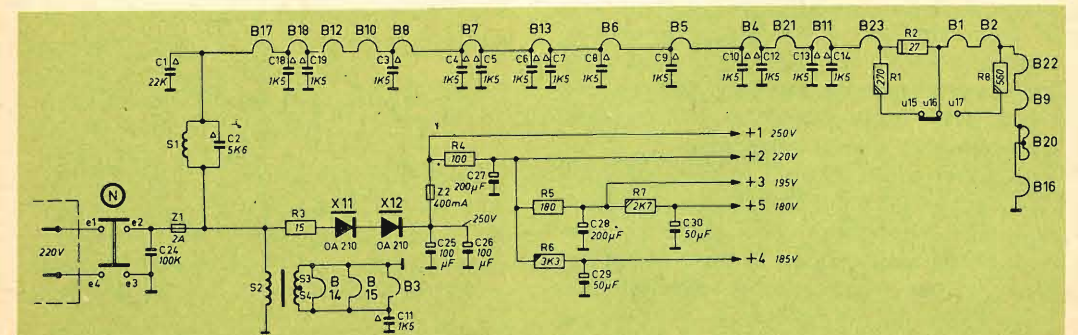 B17 B18 B12 B10 B8 B7 B13 B6 B5 B4 B21 B11 B23 R2 B1 B2
27
C1 22K
C18 1K5
C19 1K5
C3 1K5
C4 1K5
C5 1K5
C6 1K5
C7 1K5
C8 1K5
C9 1K5
C10 1K5
C12 1K5
C13 1K5
C14 1K5
270 R1
R8 560
B22
B9
B20
B16
u15 u16 u17
S1
C2 5K6
+1 250V
R4 100
+2 220V
C27 200µF
Z2 400mA
+3 195V
R5 180
R7 2K7
+5 180V
C28 200µF
C30 50µF
R6 3K3
+4 185V
C29 50µF
N
e1 e2
Z1 2A
220V
C24 100K
e4 e3
R3 15
X11 OA 210
X12 OA 210
250V
C25 100 µF
C26 100 µF
S2
S3
S4
B 14
B 15
B3
C11 1K5